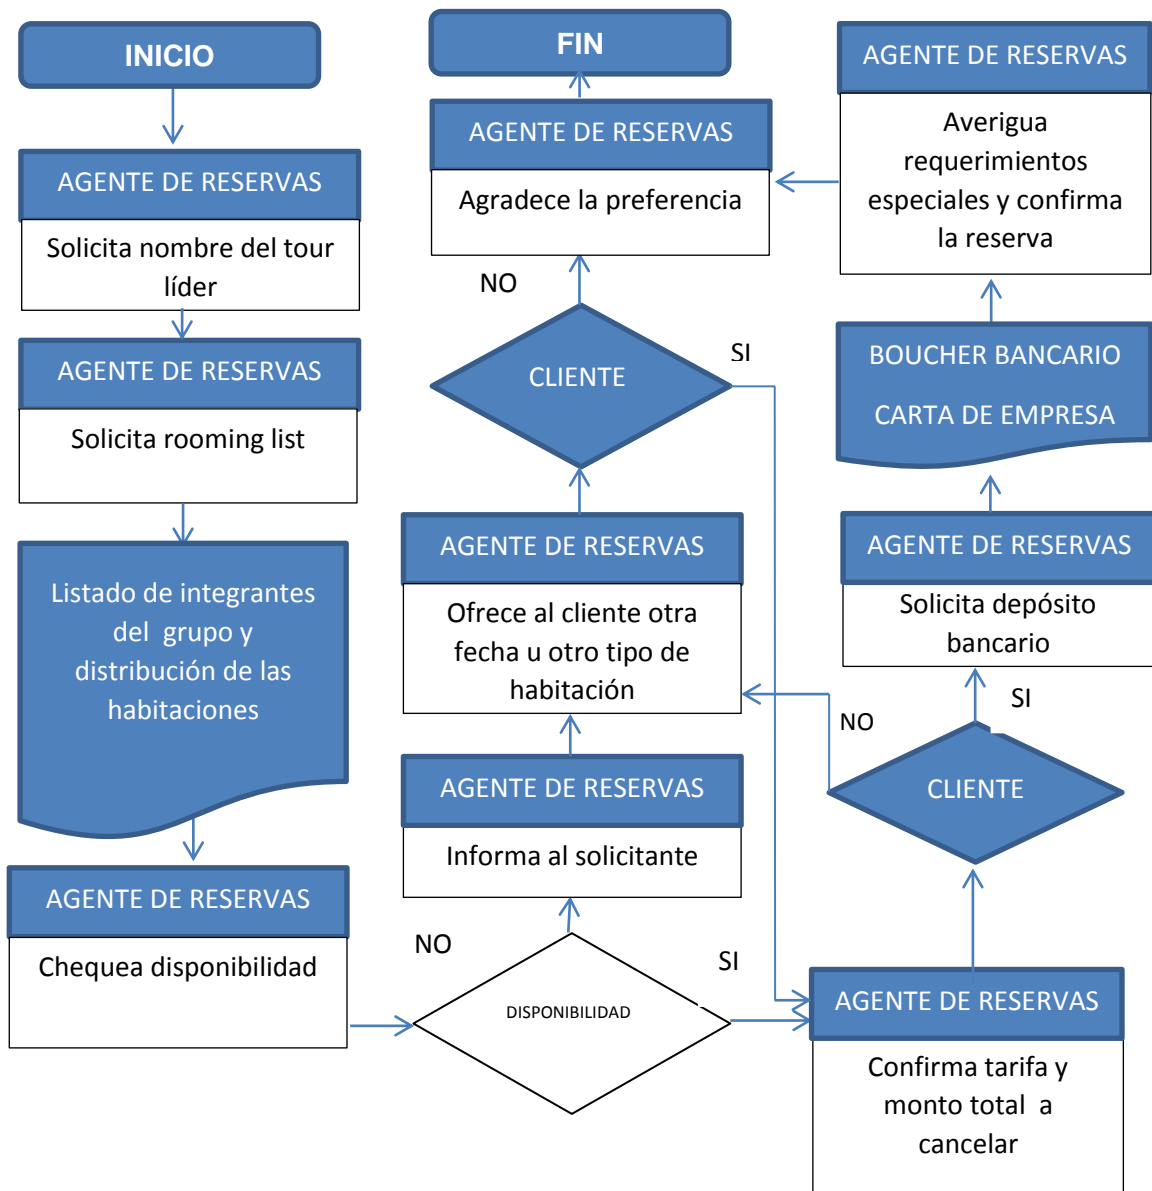 INICIO
AGENTE DE RESERVAS
Solicita nombre del tour
líder
AGENTE DE RESERVAS
Solicita rooming list
Listado de integrantes
del grupo y
distribución de las
habitaciones
AGENTE DE RESERVAS
Chequea disponibilidad
DISPONIBILIDAD
NO
SI
AGENTE DE RESERVAS
Informa al solicitante
AGENTE DE RESERVAS
Ofrece al cliente otra
fecha u otro tipo de
habitación
CLIENTE
NO
SI
AGENTE DE RESERVAS
Agradece la preferencia
FIN
AGENTE DE RESERVAS
Confirma tarifa y
monto total a
cancelar
CLIENTE
NO
SI
AGENTE DE RESERVAS
Solicita depósito
bancario
BOUCHER BANCARIO
CARTA DE EMPRESA
AGENTE DE RESERVAS
Averigua
requerimientos
especiales y confirma
la reserva